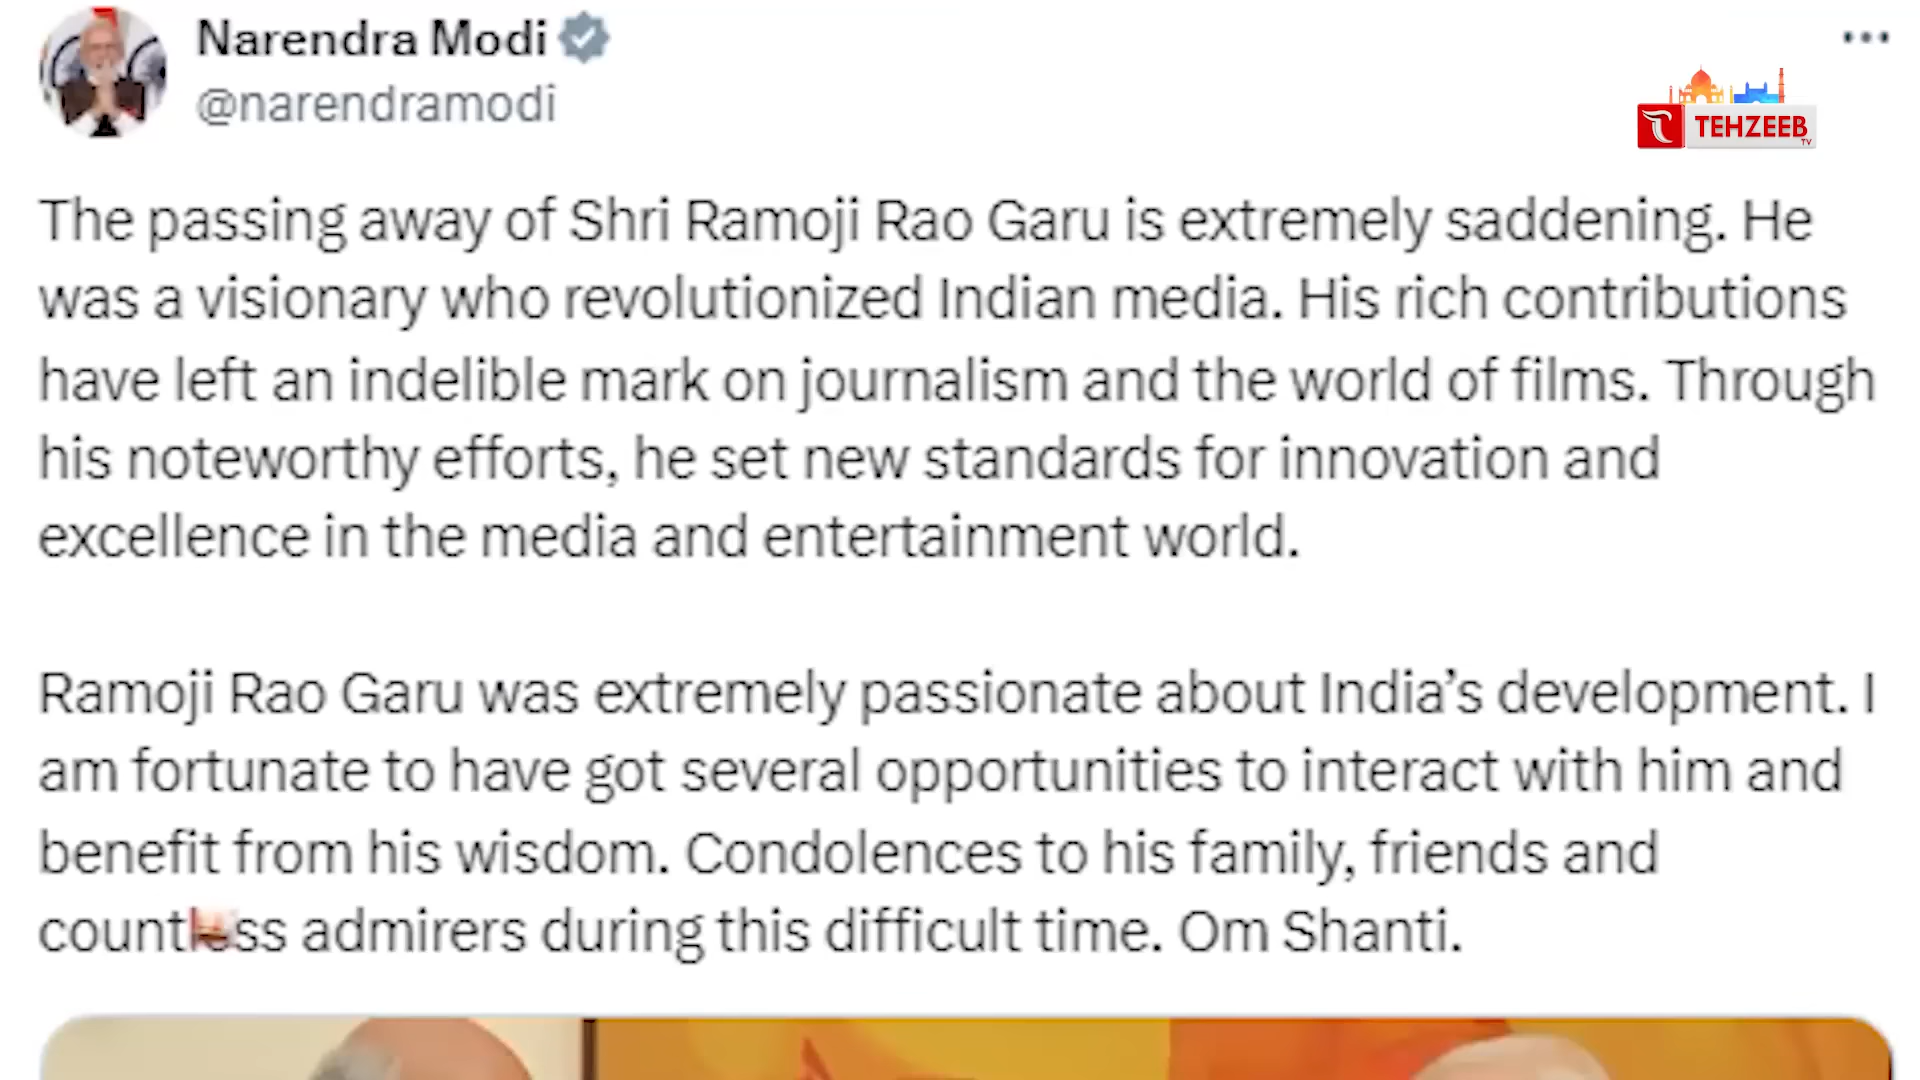 Narendra Modi
@narendramodi
TEHZEEB
TV
The passing away of Shri Ramoji Rao Garu is extremely saddening. He
was a visionary who revolutionized Indian media. His rich contributions
have left an indelible mark on journalism and the world of films. Through
his noteworthy efforts, he set new standards for innovation and
excellence in the media and entertainment world.
Ramoji Rao Garu was extremely passionate about India’s development. I
am fortunate to have got several opportunities to interact with him and
benefit from his wisdom. Condolences to his family, friends and
countless admirers during this difficult time. Om Shanti.